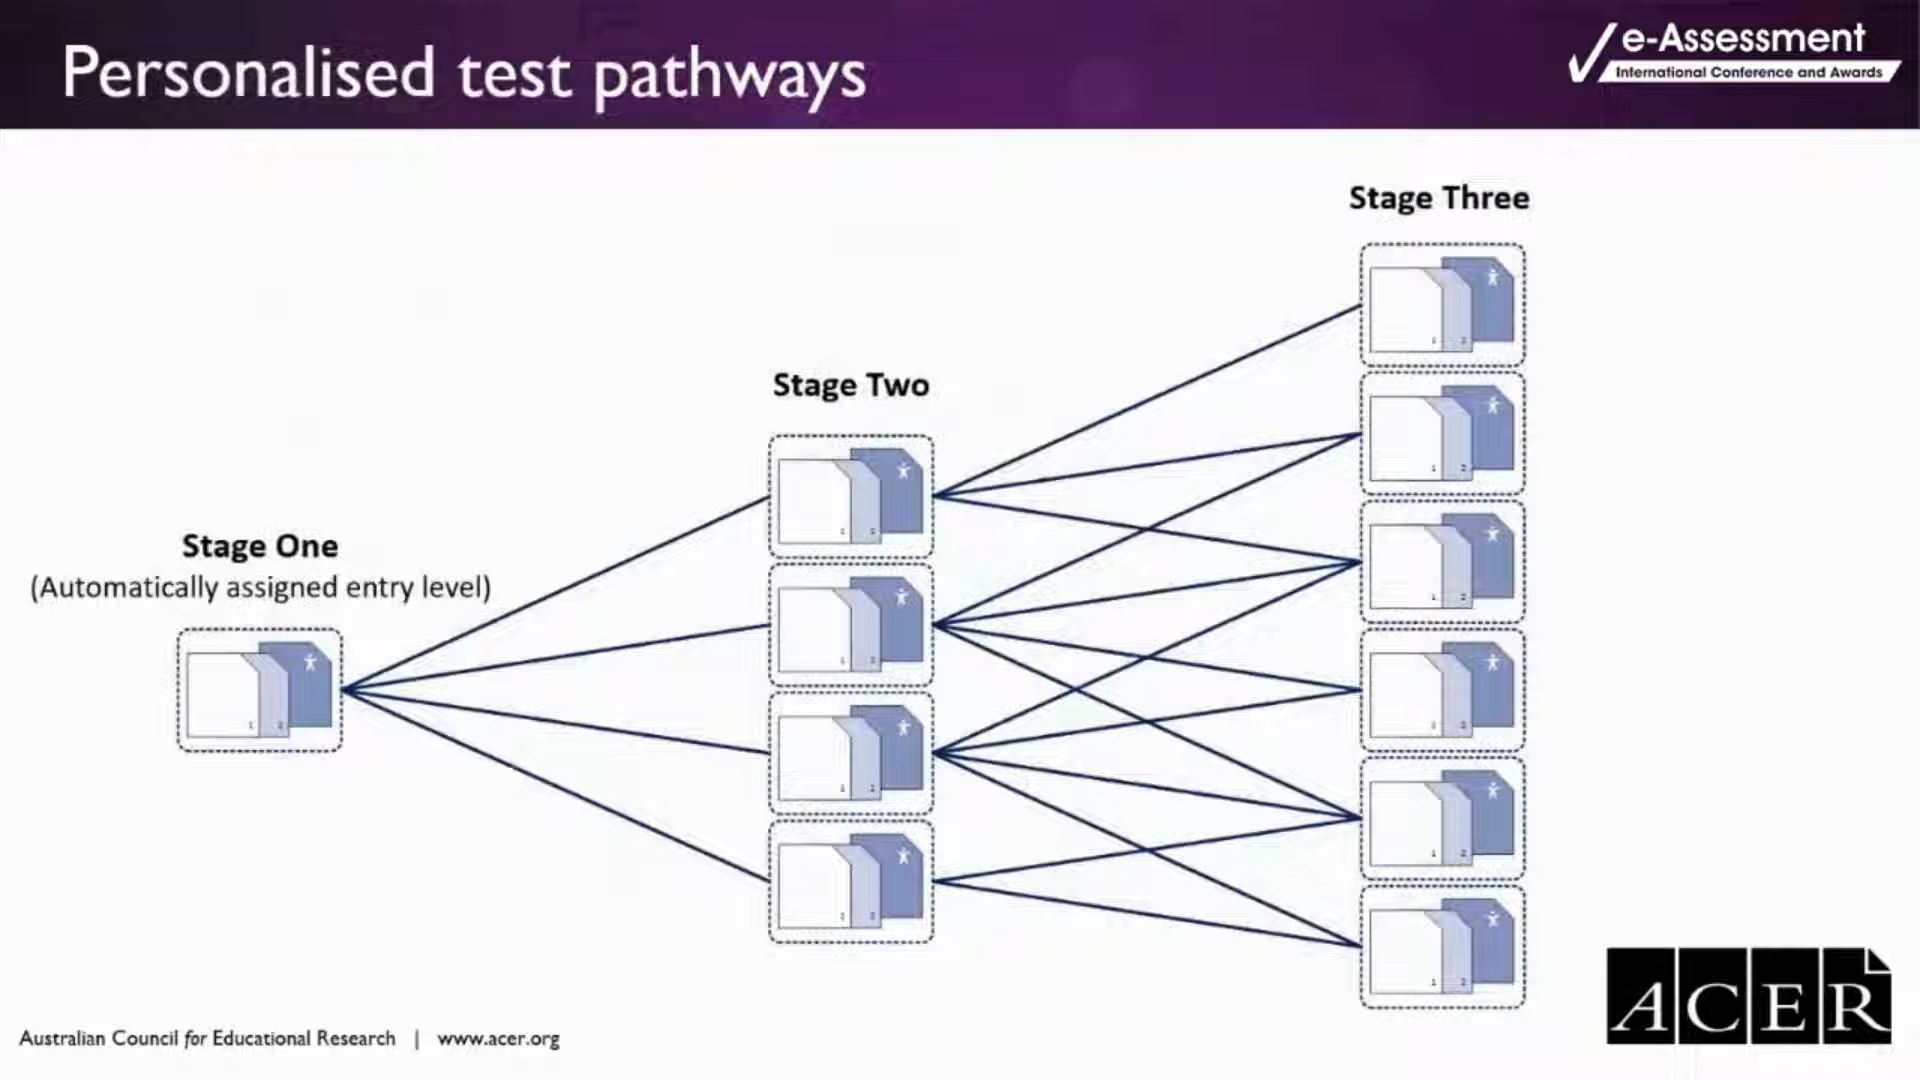 Personalised test pathways
e-Assessment
International Conference and Awards
Stage Three
Stage Two
Stage One
(Automatically assigned entry level)
Australian Council for Educational Research | www.acer.org
ACER